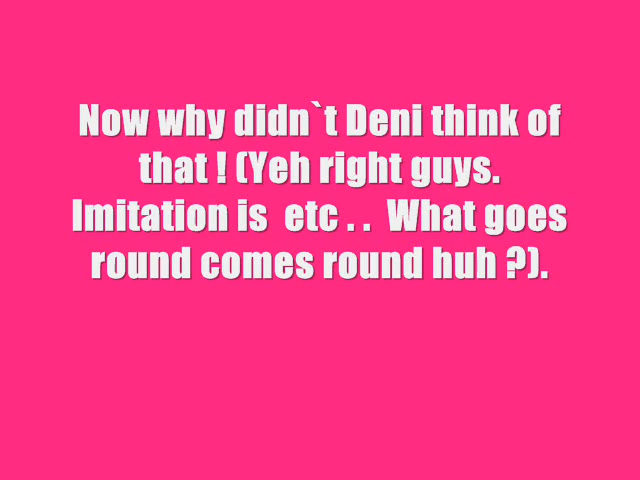 Now why didn`t Deni think of
that ! (Yeh right guys.
Imitation is  etc . .  What goes
round comes round huh ?).